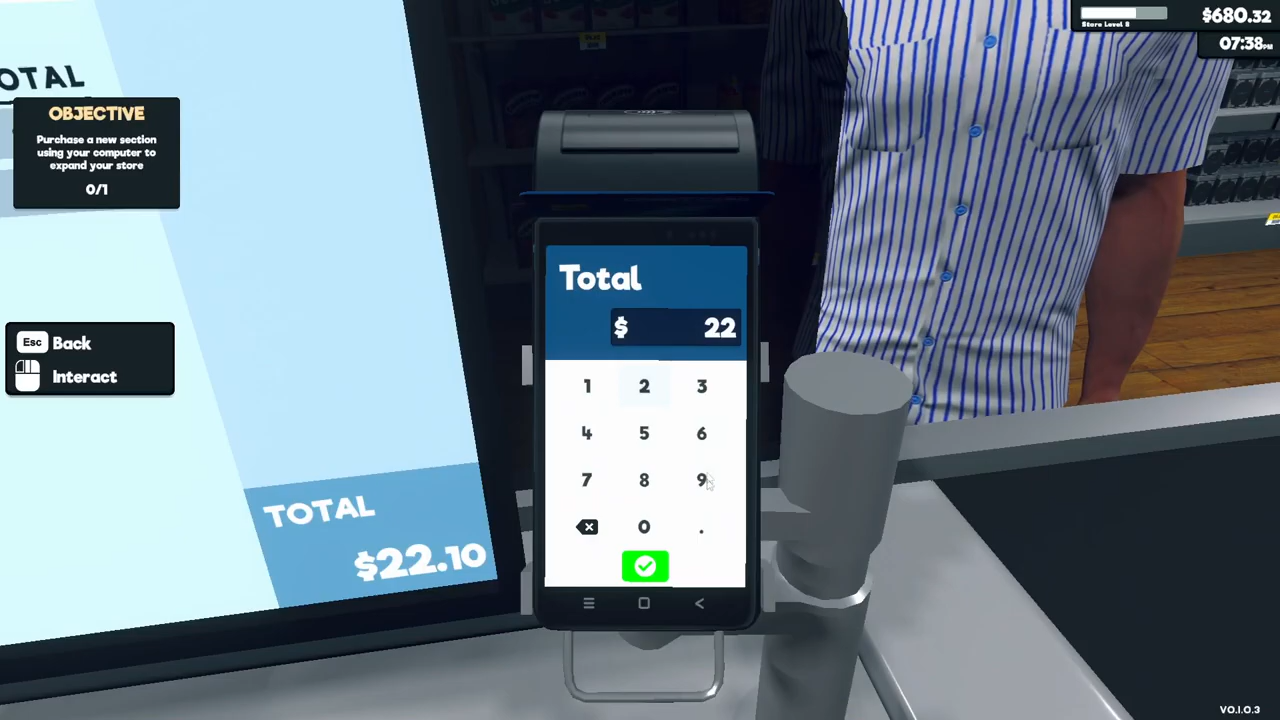 OTAL
OBJECTIVE
Purchase a new section
using your computer to
expand your store
0/1
Esc Back
Interact
TOTAL
$22.10
Total
$ 22
1 2 3
4 5 6
7 8 9
0 .
Store Level 8
$680.32
07:38PM
V0.1.0.3